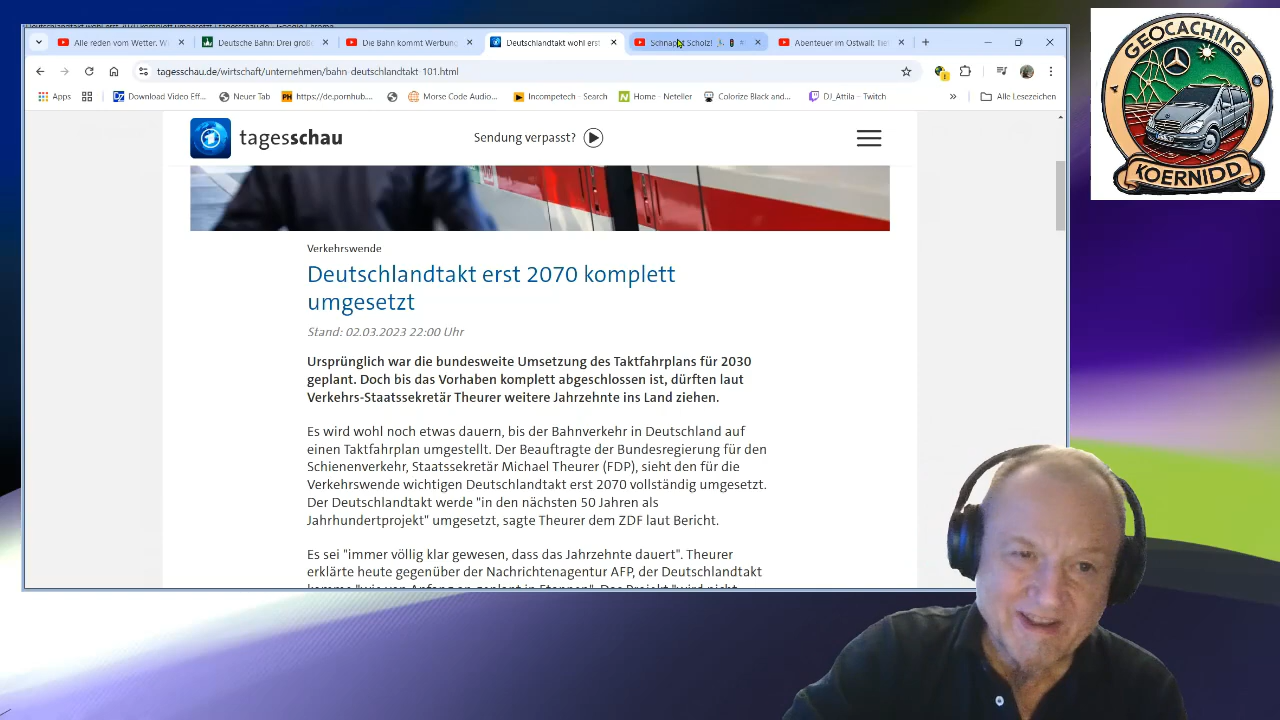 Alle reden vom Wetter. W
Deutsche Bahn: Drei groß
Die Bahn kommt
Deutschlandtakt wohl erst
Schnapp Scholz!
Abenteuer im Ostwall: Tie
tagesschau.de/wirtschaft/unternehmen/bahn-deutschlandtakt-101.html
Apps
Download Video Eff...
Neuer Tab
PH
https://de.pornhub...
Morse Code Audio...
Incompetech - Search
Home - Neteller
Colorize Black and...
DJ_Attila – Twitch
»
Alle Lesezeichen
tagesschau
Sendung verpasst?
Verkehrswende
Deutschlandtakt erst 2070 komplett
umgesetzt
Stand: 02.03.2023 22:00 Uhr
Ursprünglich war die bundesweite Umsetzung des Taktfahrplans für 2030
geplant. Doch bis das Vorhaben komplett abgeschlossen ist, dürften laut
Verkehrs-Staatssekretär Theurer weitere Jahrzehnte ins Land ziehen.
Es wird wohl noch etwas dauern, bis der Bahnverkehr in Deutschland auf
einen Taktfahrplan umgestellt. Der Beauftragte der Bundesregierung für den
Schienenverkehr, Staatssekretär Michael Theurer (FDP), sieht den für die
Verkehrswende wichtigen Deutschlandtakt erst 2070 vollständig umgesetzt.
Der Deutschlandtakt werde "in den nächsten 50 Jahren als
Jahrhundertprojekt" umgesetzt, sagte Theurer dem ZDF laut Bericht.
Es sei "immer völlig klar gewesen, dass das Jahrzehnte dauert". Theurer
erklärte heute gegenüber der Nachrichtenagentur AFP, der Deutschlandtakt
GEOCACHING
KOERNIDD